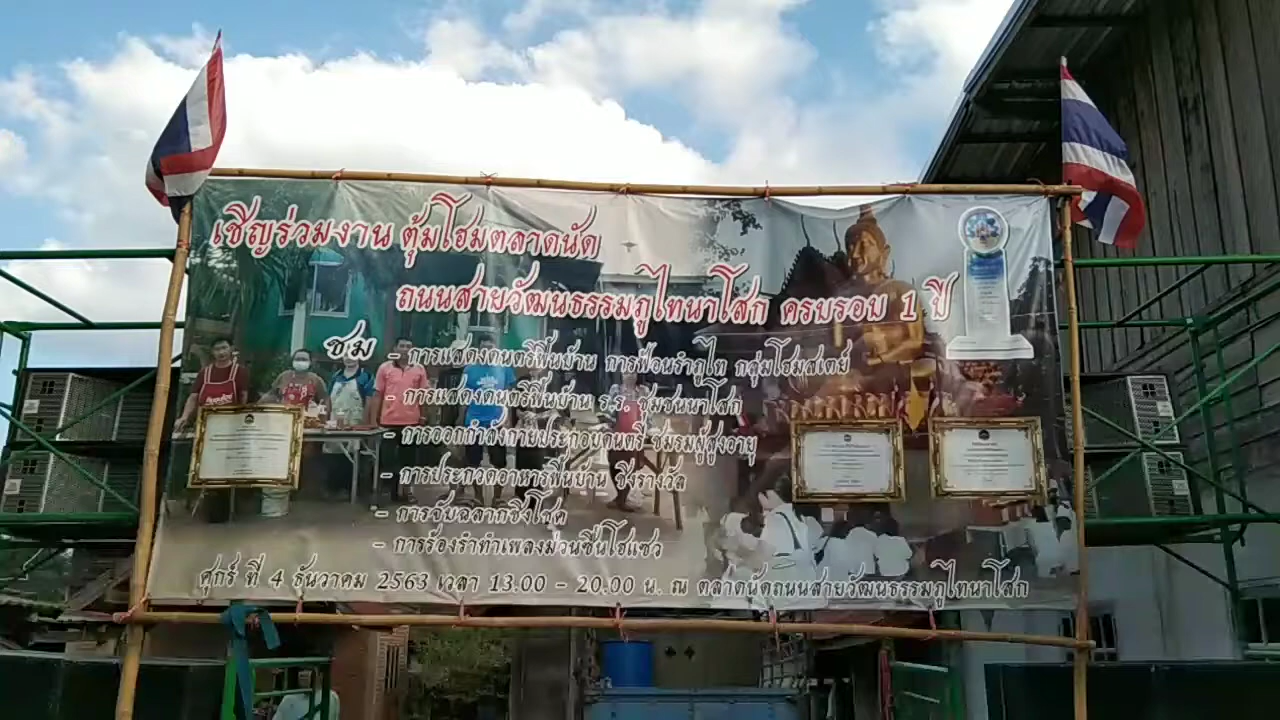 เชิญร่วมงาน ตุ้มโฮมตลาดนัด
ถนนสายวัฒนธรรมภูไทนาโสก ครบรอบ 1 ปี
ชม - การแสดงดนตรีพื้นบ้าน การฟ้อนรำภูไท กลุ่มโฮมสเตย์
- การแสดงดนตรีพื้นบ้าน ร.ร. ชุมชนนาโสก
- การออกกำลังกายประกอบดนตรี ชมรมผู้สูงอายุ
- การประกวดอาหารพื้นบ้าน ชิงรางวัล
- การจับฉลากชิงโชค
- การร้องรำทำเพลงม่วนชื่นโฮแซว
ศุกร์ ที่ 4 ธันวาคม 2563 เวลา 13.00 - 20.00 น. ณ ตลาดนัดถนนสายวัฒนธรรมภูไทนาโสก